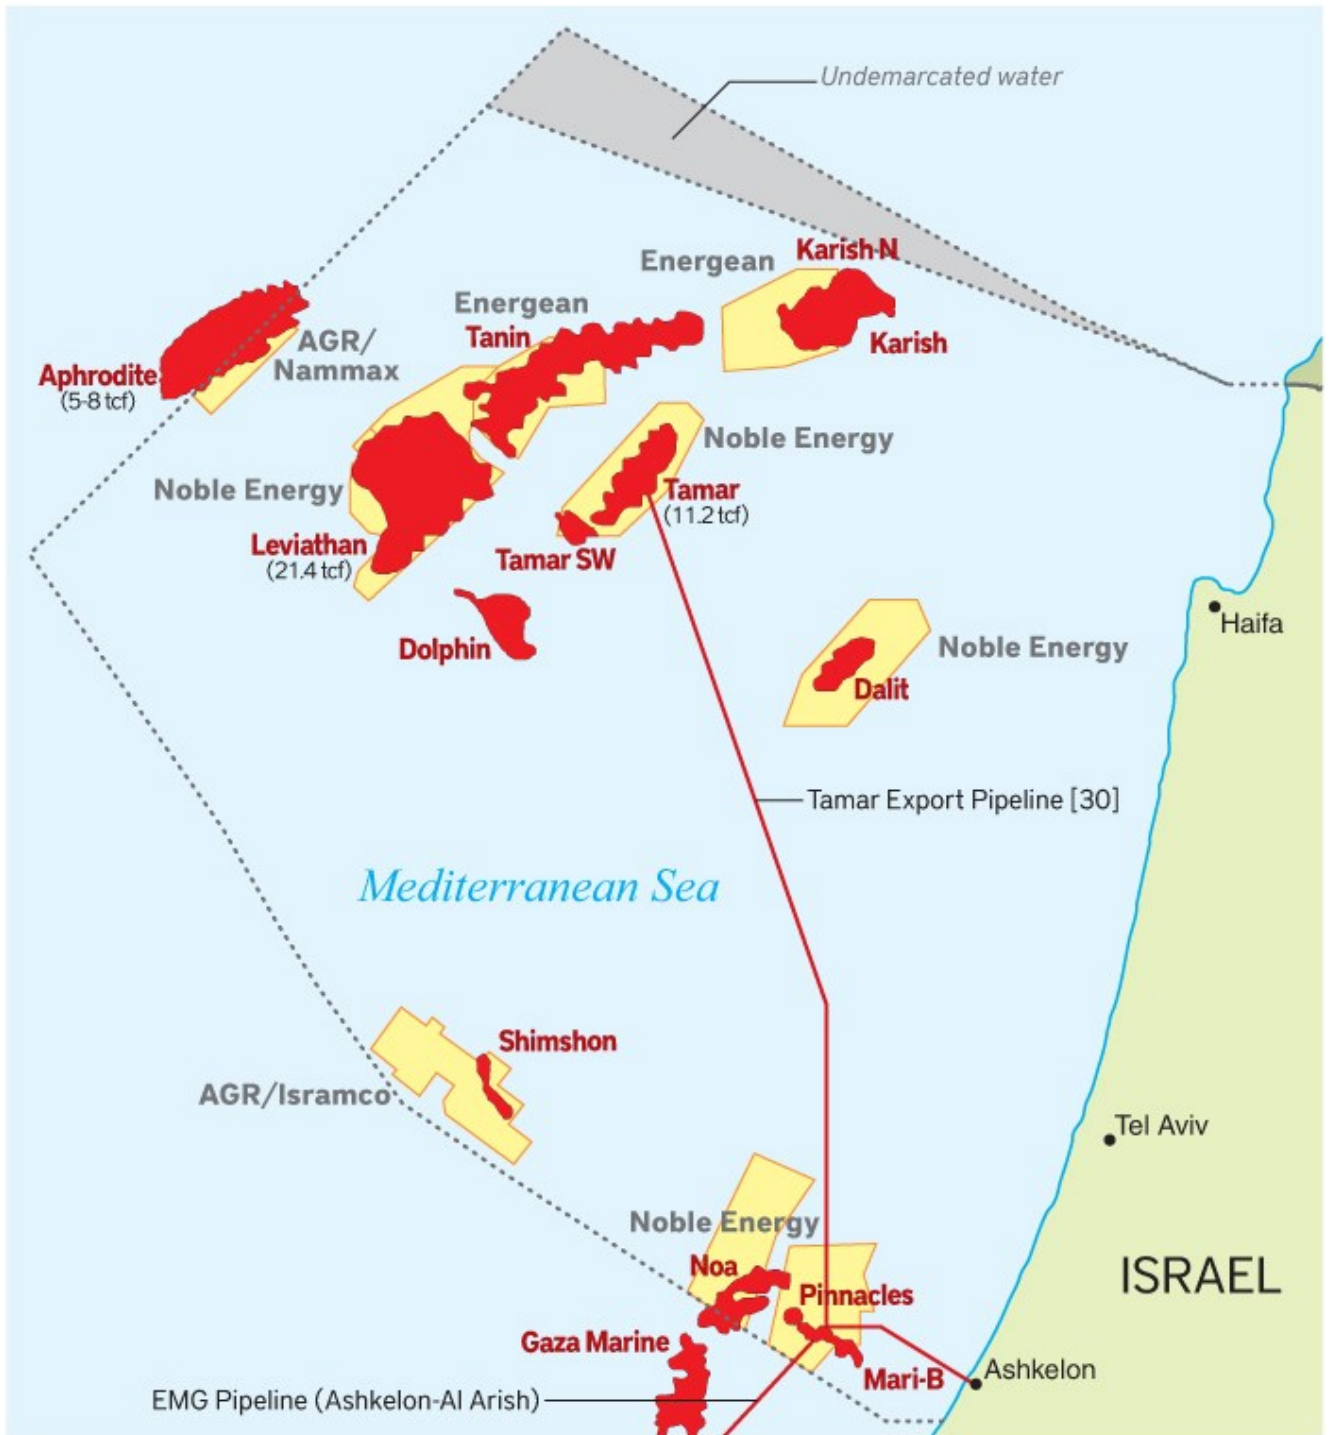 Undemarcated water
Karish N
Energean
Energean
Tanin
Karish
AGR/
Nammax
Aphrodite
(5-8 tcf)
Noble Energy
Noble Energy
Tamar
(11.2 tcf)
Leviathan
(21.4 tcf)
Tamar SW
Haifa
Dolphin
Noble Energy
Dalit
Tamar Export Pipeline [30]
Mediterranean Sea
Shimshon
AGR/Isramco
Tel Aviv
Noble Energy
Noa
ISRAEL
Pinnacles
Gaza Marine
Mari-B
Ashkelon
EMG Pipeline (Ashkelon-Al Arish)